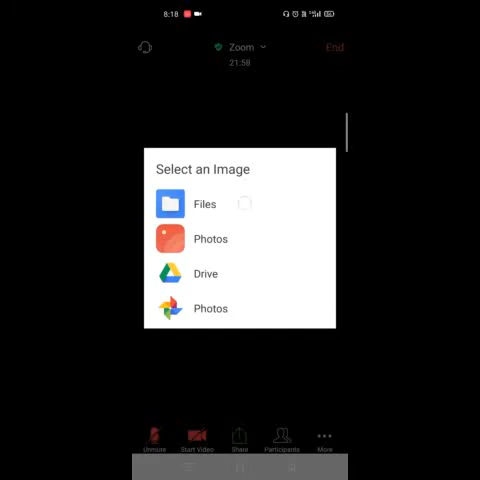 8:18
Zoom
End
21:58
Select an Image
Files
Photos
Drive
Photos
Unmute
Start Video
Share
Participants
More